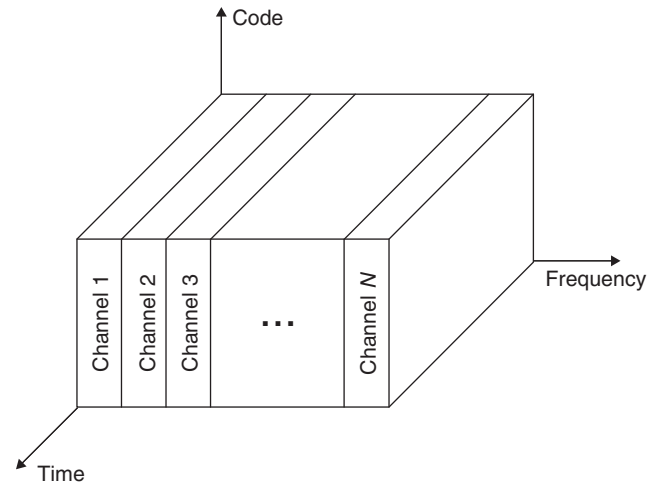 Code
Channel 1
Channel 2
Channel 3
...
Channel N
Frequency
Time